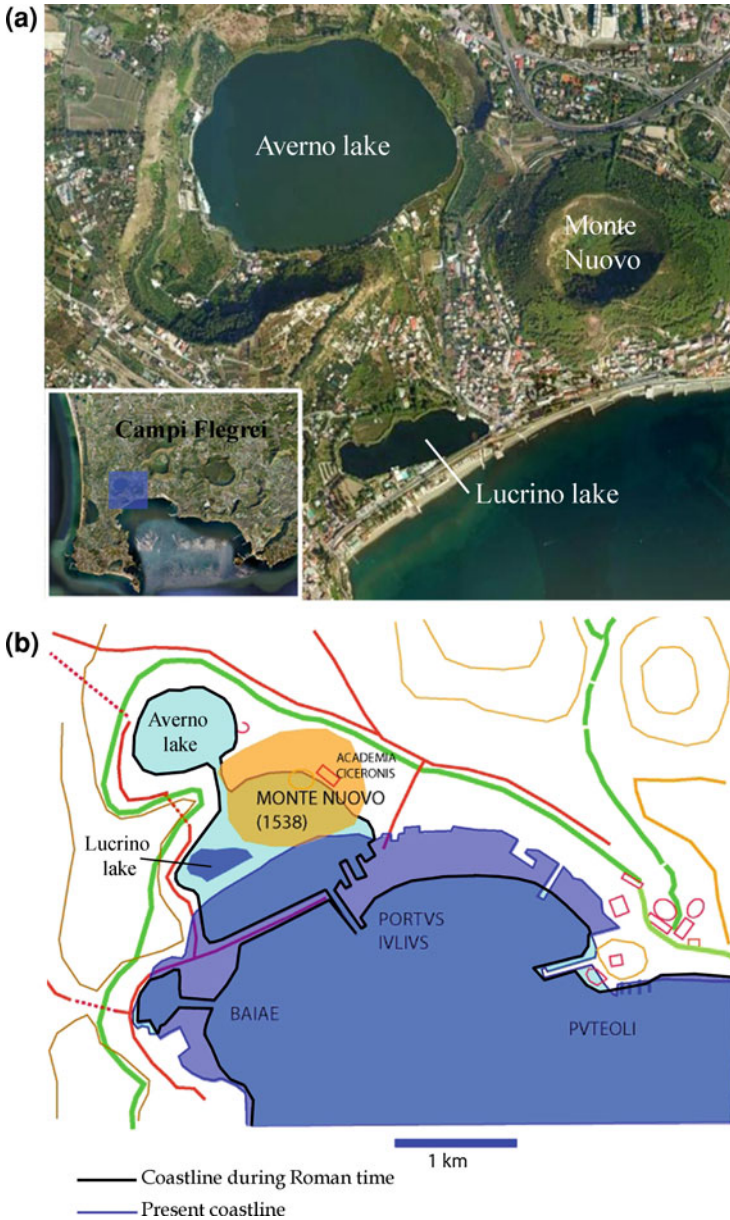 (a)
Averno lake
Monte
Nuovo
Campi Flegrei
Lucrino lake
(b)
Averno
lake
ACADEMIA
CICERONIS
MONTE NUOVO
(1538)
Lucrino
lake
PORTVS
IVLIVS
BAIAE
PVTEOLI
1 km
Coastline during Roman time
Present coastline